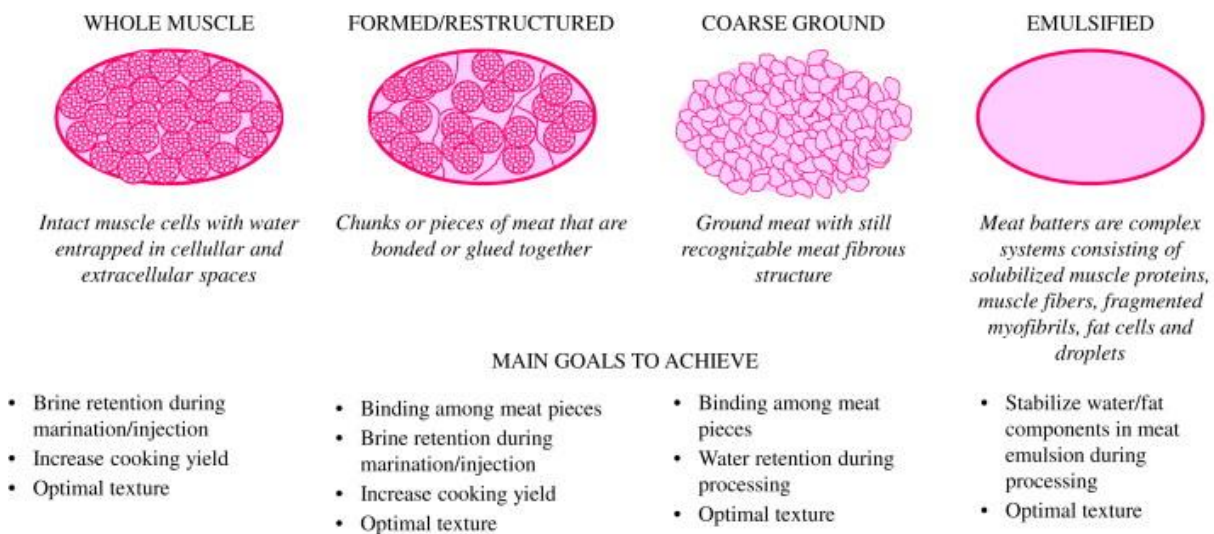 WHOLE MUSCLE
FORMED/RESTRUCTURED
COARSE GROUND
EMULSIFIED
Intact muscle cells with water
entrapped in cellullar and
extracellular spaces
Chunks or pieces of meat that are
bonded or glued together
Ground meat with still
recognizable meat fibrous
structure
Meat batters are complex
systems consisting of
solubilized muscle proteins,
muscle fibers, fragmented
myofibrils, fat cells and
droplets
MAIN GOALS TO ACHIEVE
• Brine retention during
marination/injection
• Increase cooking yield
• Optimal texture
• Binding among meat pieces
• Brine retention during
marination/injection
• Increase cooking yield
• Optimal texture
• Binding among meat
pieces
• Water retention during
processing
• Optimal texture
• Stabilize water/fat
components in meat
emulsion during
processing
• Optimal texture